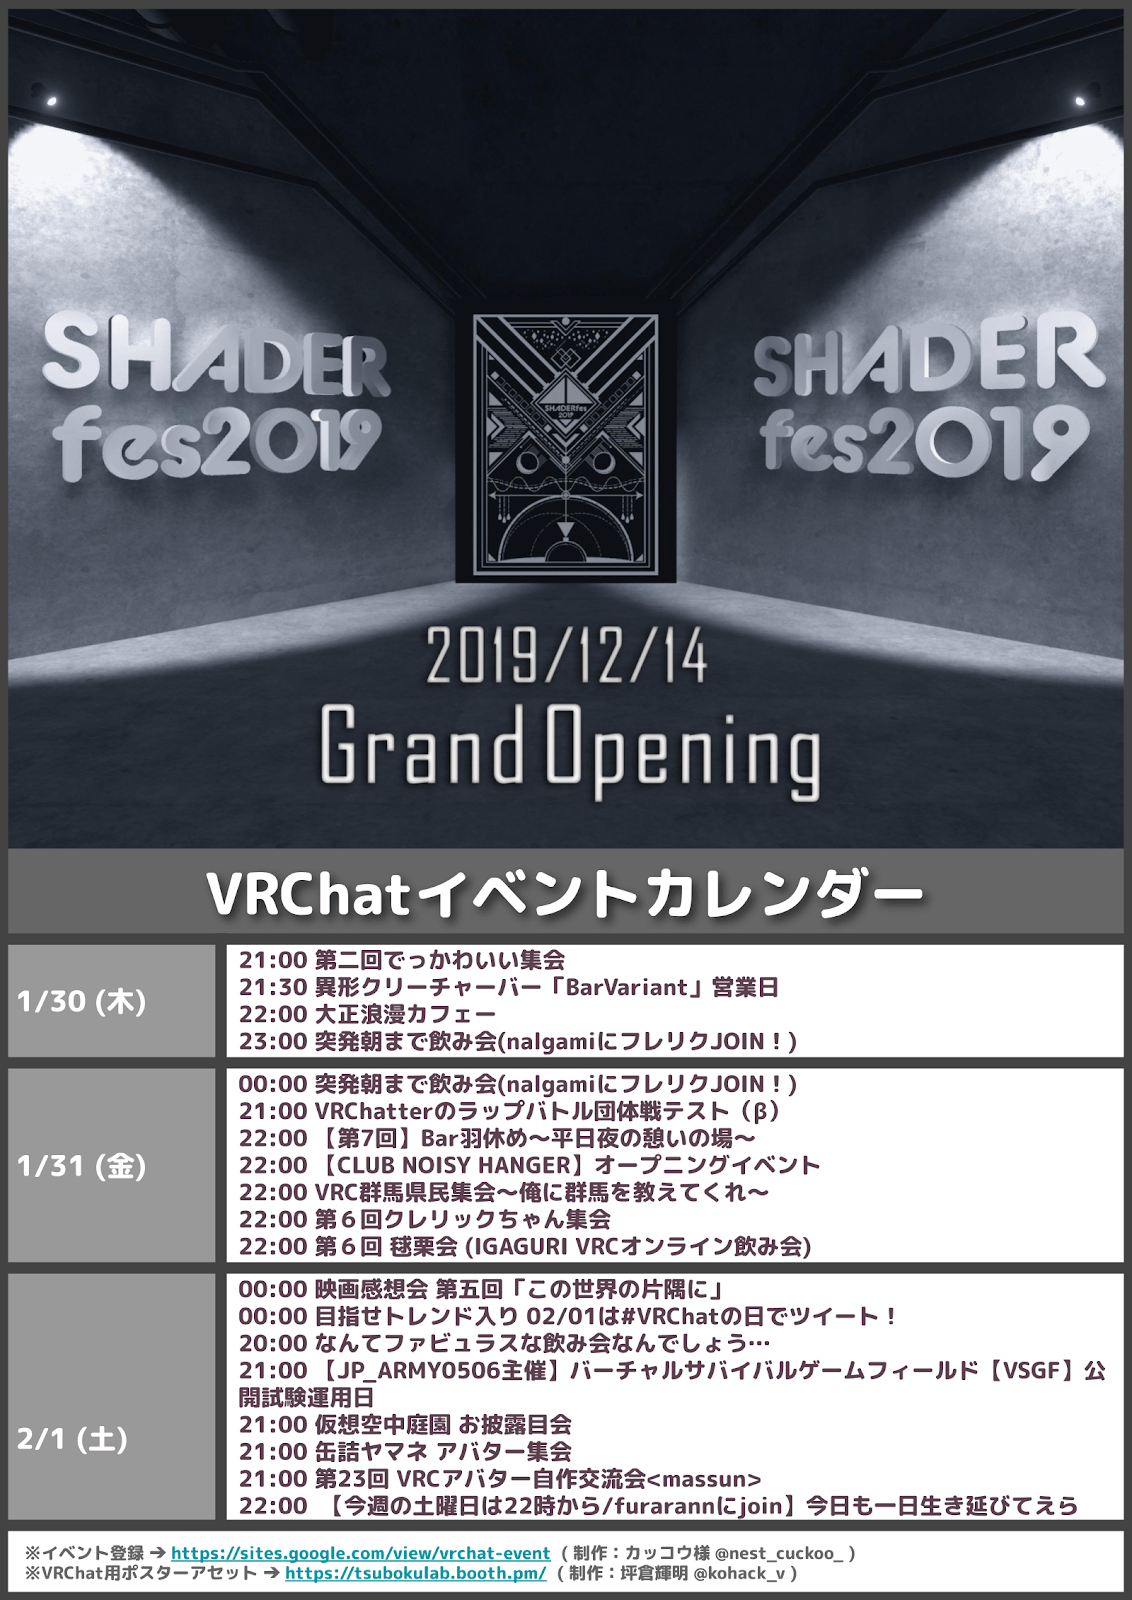 SHADER
fes2019
SHADER
fes2019
SHADERfes
2019
2019/12/14
Grand Opening
VRChatイベントカレンダー
1/30 (木)
21:00 第二回でっかわいい集会
21:30 異形クリーチャーバー「BarVariant」営業日
22:00 大正浪漫カフェー
23:00 突発朝まで飲み会(nalgamiにフレリクJOIN！)
1/31 (金)
00:00 突発朝まで飲み会(nalgamiにフレリクJOIN！)
21:00 VRChatterのラップバトル団体戦テスト（β）
22:00 【第7回】Bar羽休め～平日夜の憩いの場～
22:00 【CLUB NOISY HANGER】オープニングイベント
22:00 VRC群馬県民集会～俺に群馬を教えてくれ～
22:00 第６回クレリックちゃん集会
22:00 第６回 毬栗会 (IGAGURI VRCオンライン飲み会)
2/1 (土)
00:00 映画感想会 第五回「この世界の片隅に」
00:00 目指せトレンド入り 02/01は#VRChatの日でツイート！
20:00 なんてファビュラスな飲み会なんでしょう…
21:00 【JP_ARMY0506主催】バーチャルサバイバルゲームフィールド【VSGF】公
開試験運用日
21:00 仮想空中庭園 お披露目会
21:00 缶詰ヤマネ アバター集会
21:00 第23回 VRCアバター自作交流会<massun>
22:00 【今週の土曜日は22時から/furarannにjoin】今日も一日生き延びてえら
※イベント登録 → https://sites.google.com/view/vrchat-event ( 制作：カッコウ様 @nest_cuckoo_ )
※VRChat用ポスターアセット → https://tsubokulab.booth.pm/ ( 制作：坪倉輝明 @kohack_v )